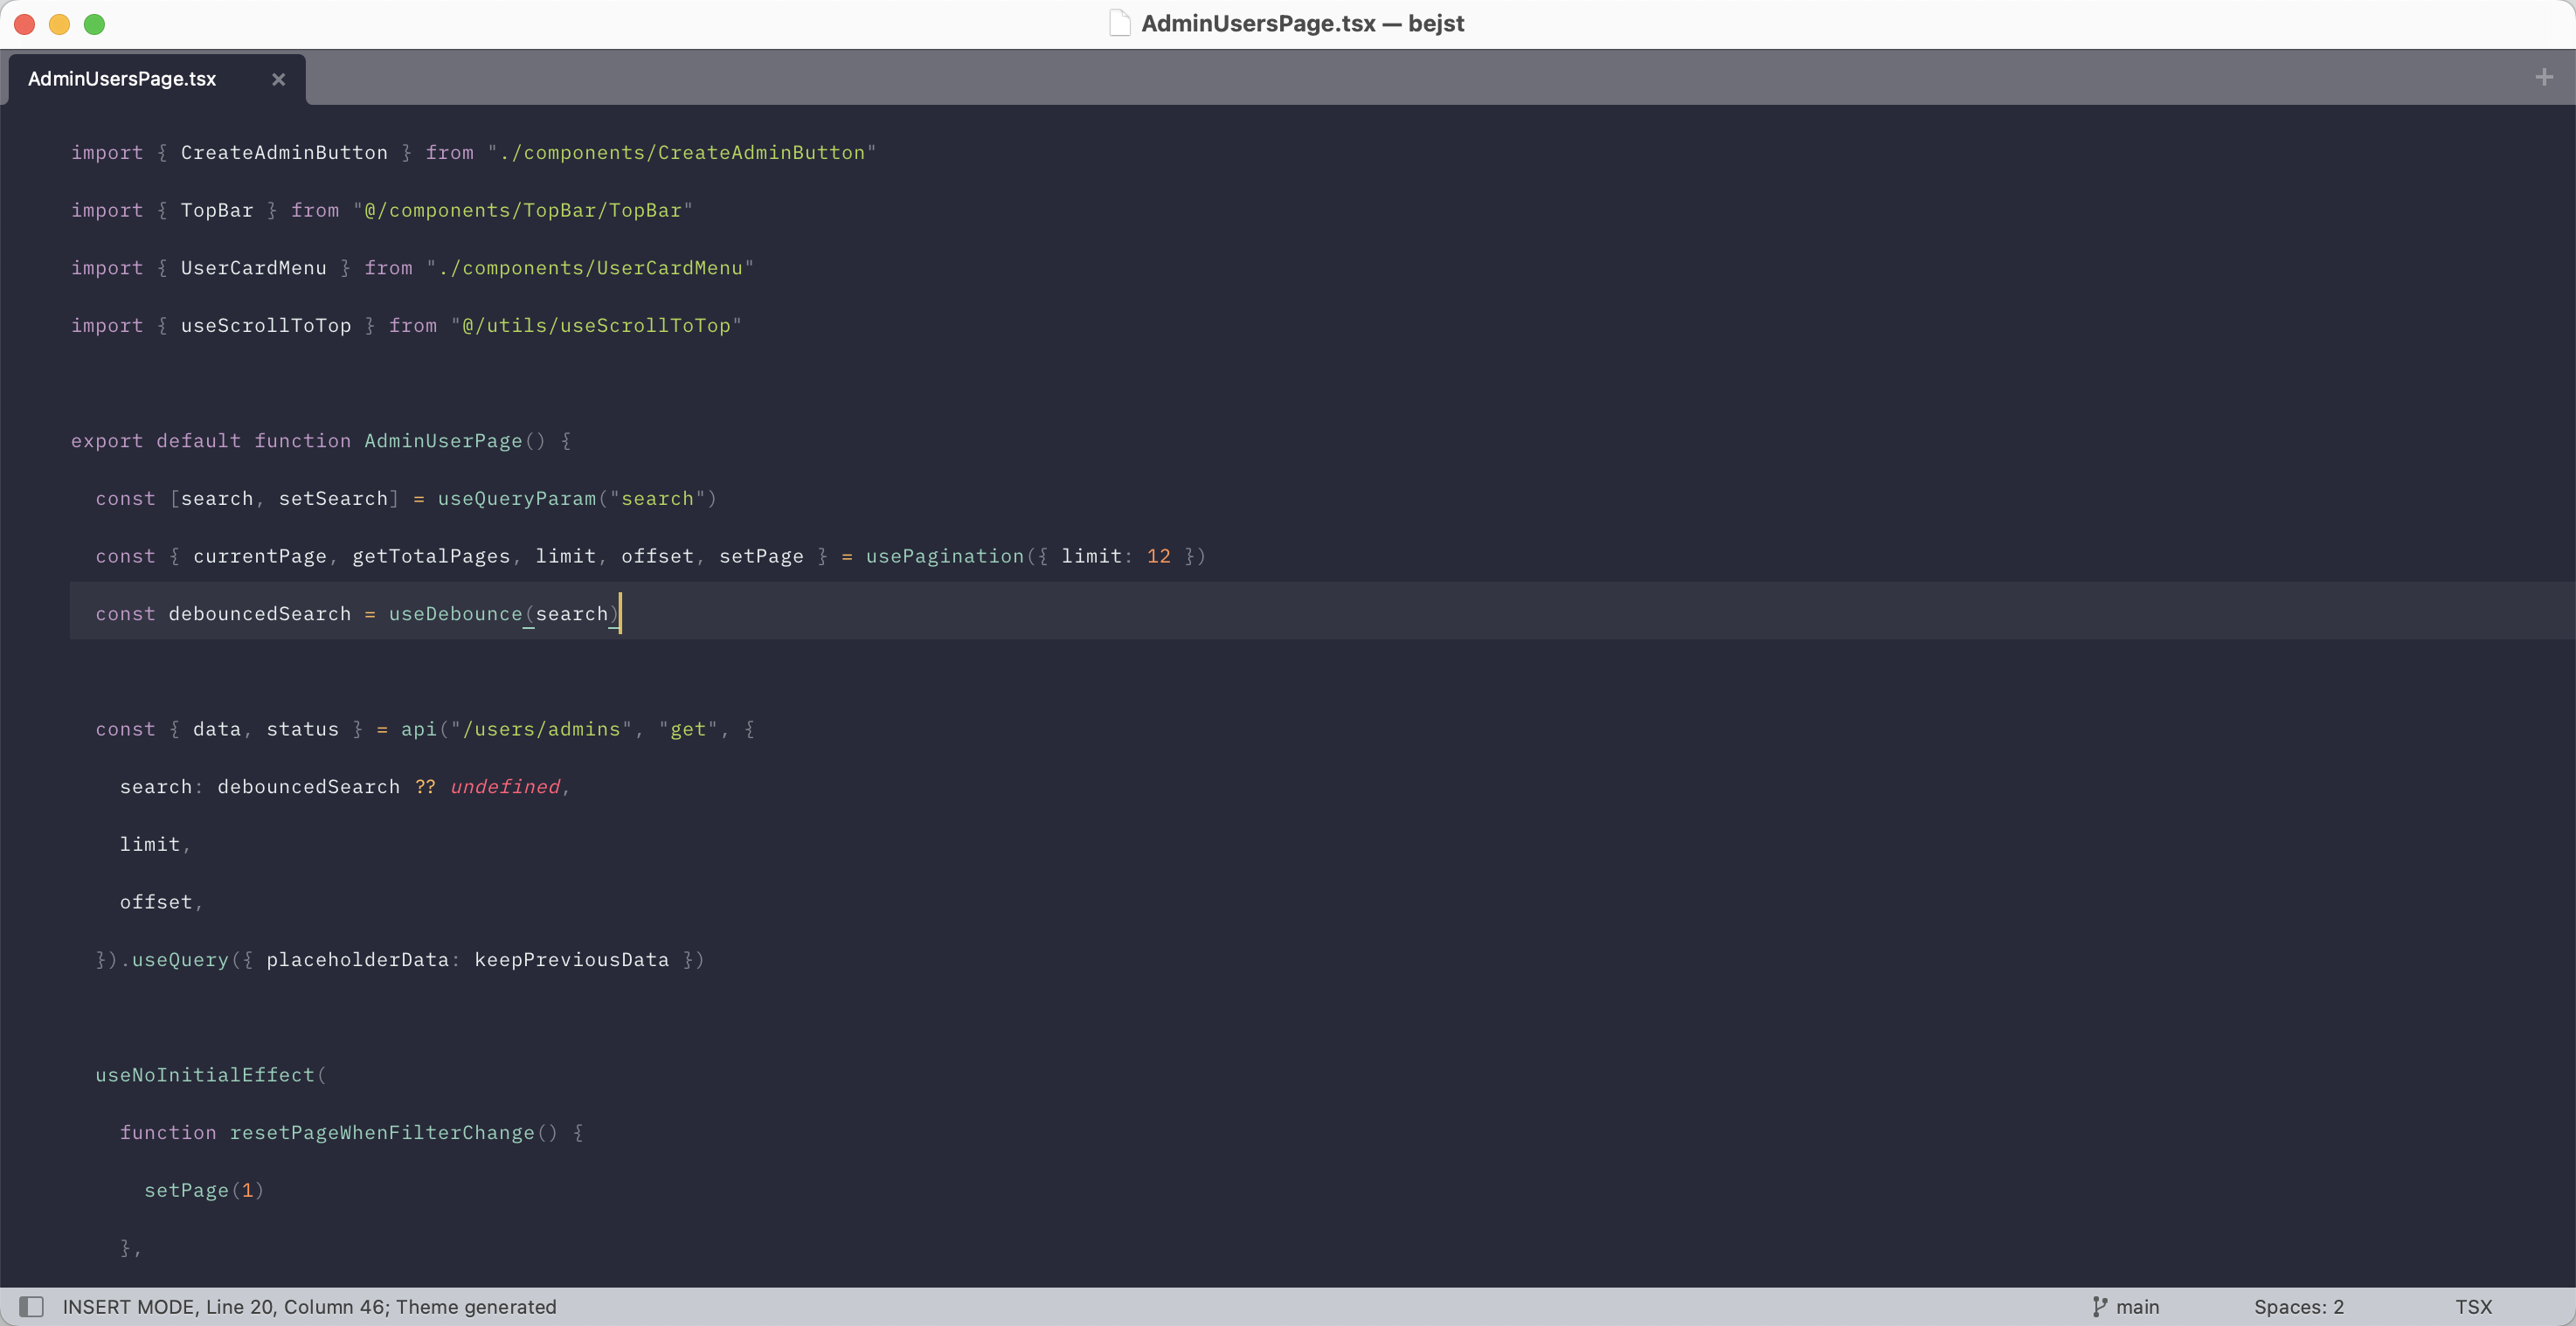 AdminUsersPage.tsx — bejst
AdminUsersPage.tsx
import { CreateAdminButton } from "./components/CreateAdminButton"
import { TopBar } from "@/components/TopBar/TopBar"
import { UserCardMenu } from "./components/UserCardMenu"
import { useScrollToTop } from "@/utils/useScrollToTop"
export default function AdminUserPage() {
const [search, setSearch] = useQueryParam("search")
const { currentPage, getTotalPages, limit, offset, setPage } = usePagination({ limit: 12 })
const debouncedSearch = useDebounce(search)
const { data, status } = api("/users/admins", "get", {
search: debouncedSearch ?? undefined,
limit,
offset,
}).useQuery({ placeholderData: keepPreviousData })
useNoInitialEffect(
function resetPageWhenFilterChange() {
setPage(1)
},
INSERT MODE, Line 20, Column 46; Theme generated
main
Spaces: 2
TSX